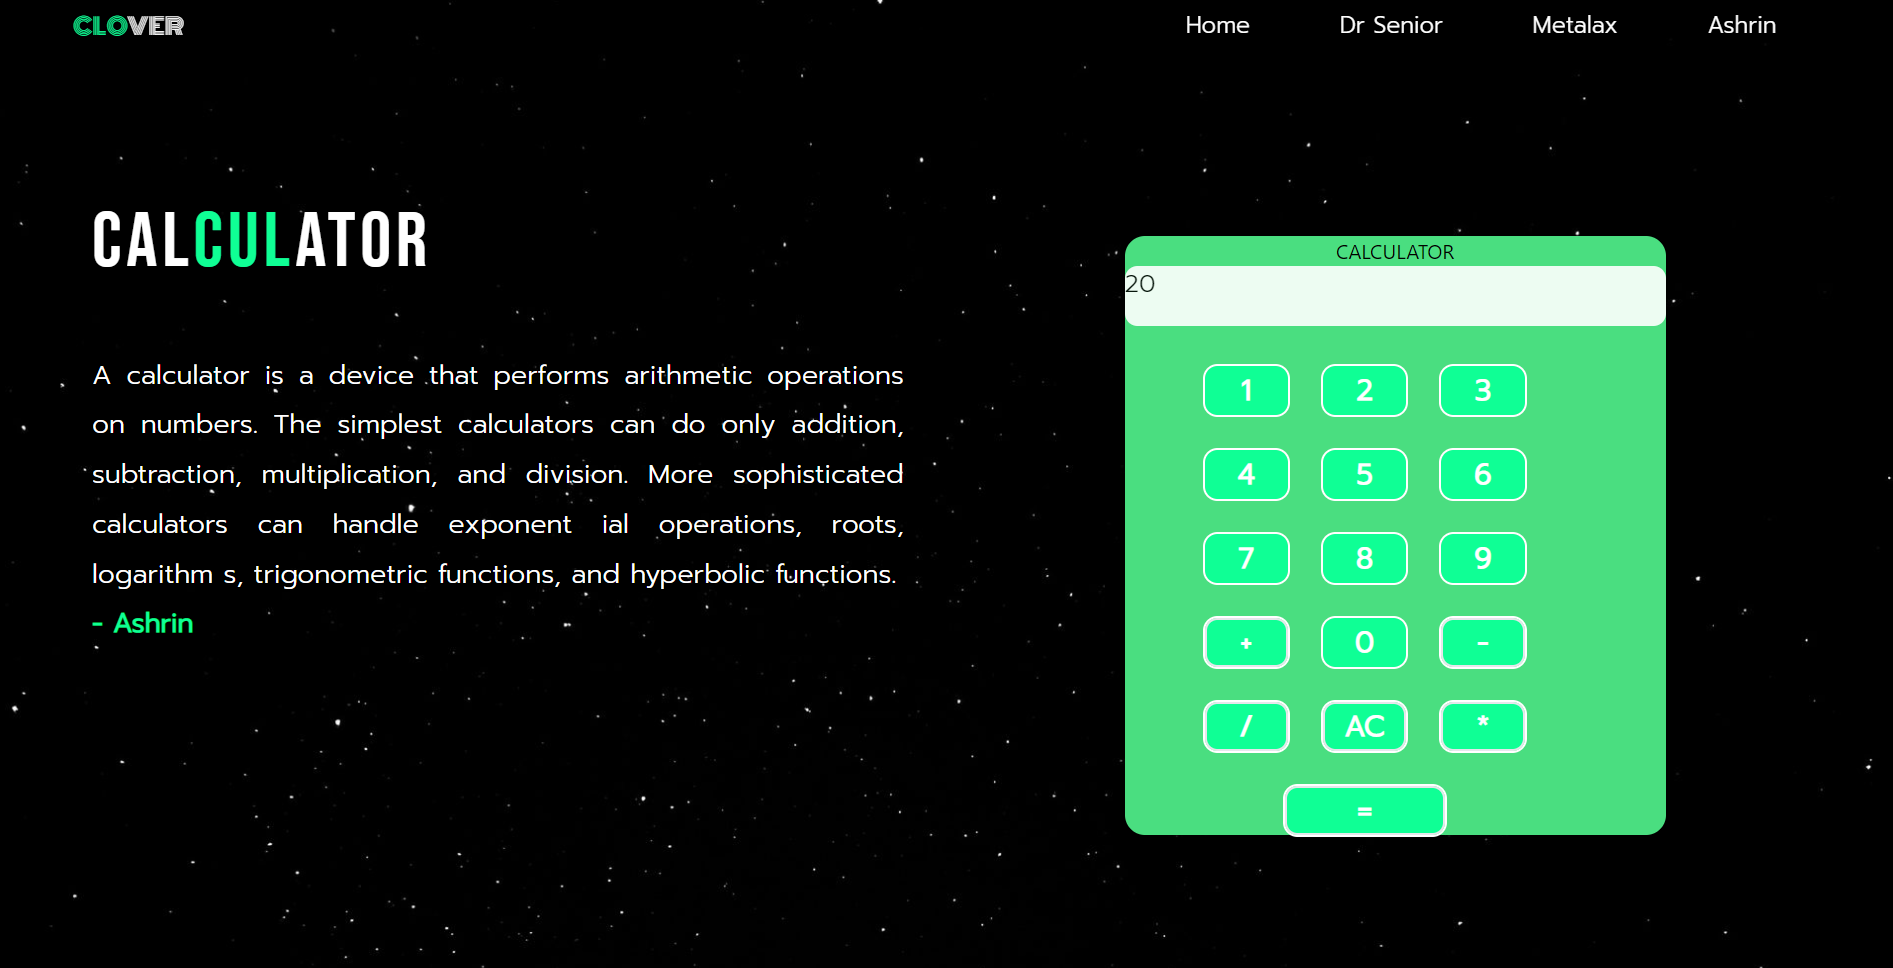 CLOVER
Home Dr Senior Metalax Ashrin
CALCULATOR
A calculator is a device that performs arithmetic operations
on numbers. The simplest calculators can do only addition,
subtraction, multiplication, and division. More sophisticated
calculators can handle exponent ial operations, roots,
logarithm s, trigonometric functions, and hyperbolic functions.
- Ashrin
CALCULATOR
20
1 2 3
4 5 6
7 8 9
+ 0 -
/ AC *
=